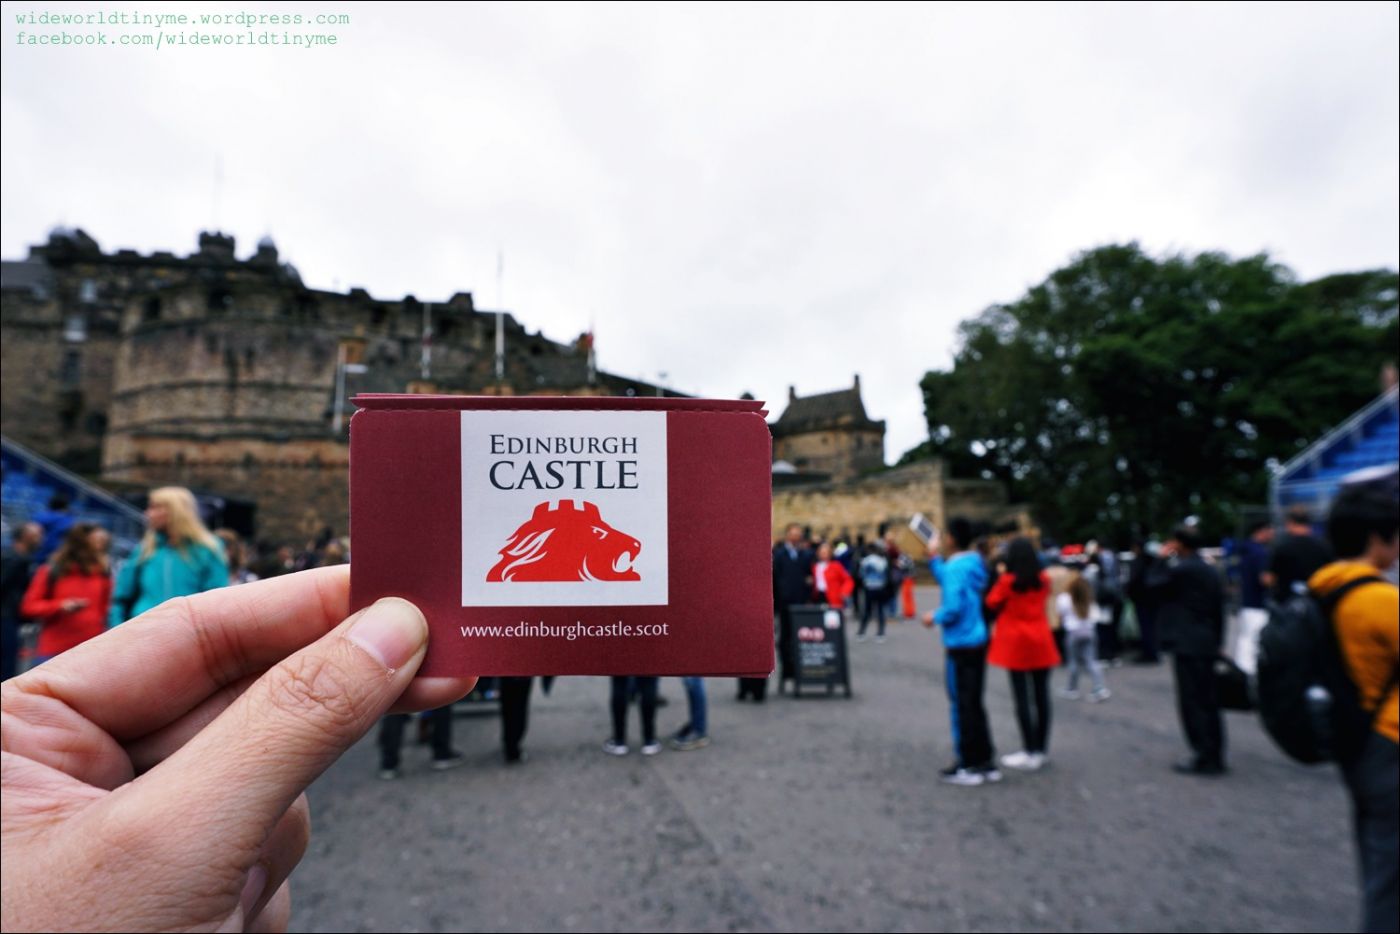 wideworldtinyme.wordpress.com
facebook.com/wideworldtinyme
EDINBURGH
CASTLE
www.edinburghcastle.scot